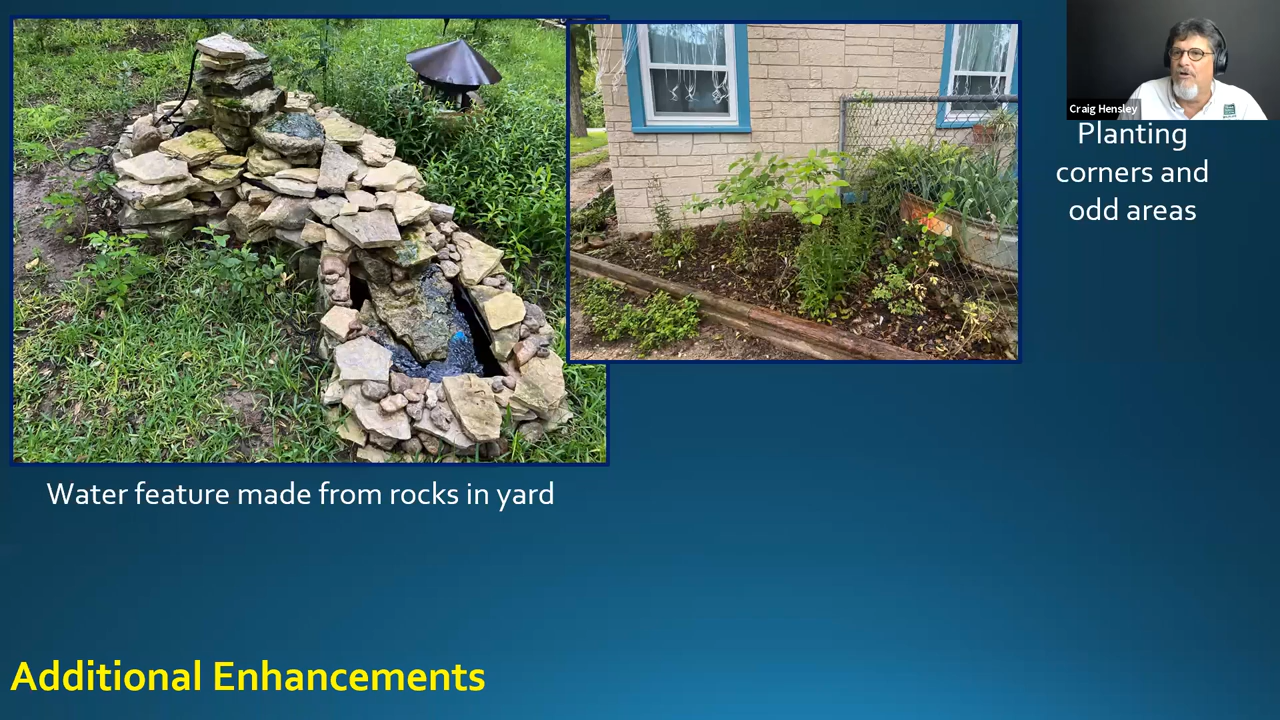 Craig Hensley
Planting
corners and
odd areas
Water feature made from rocks in yard
Additional Enhancements